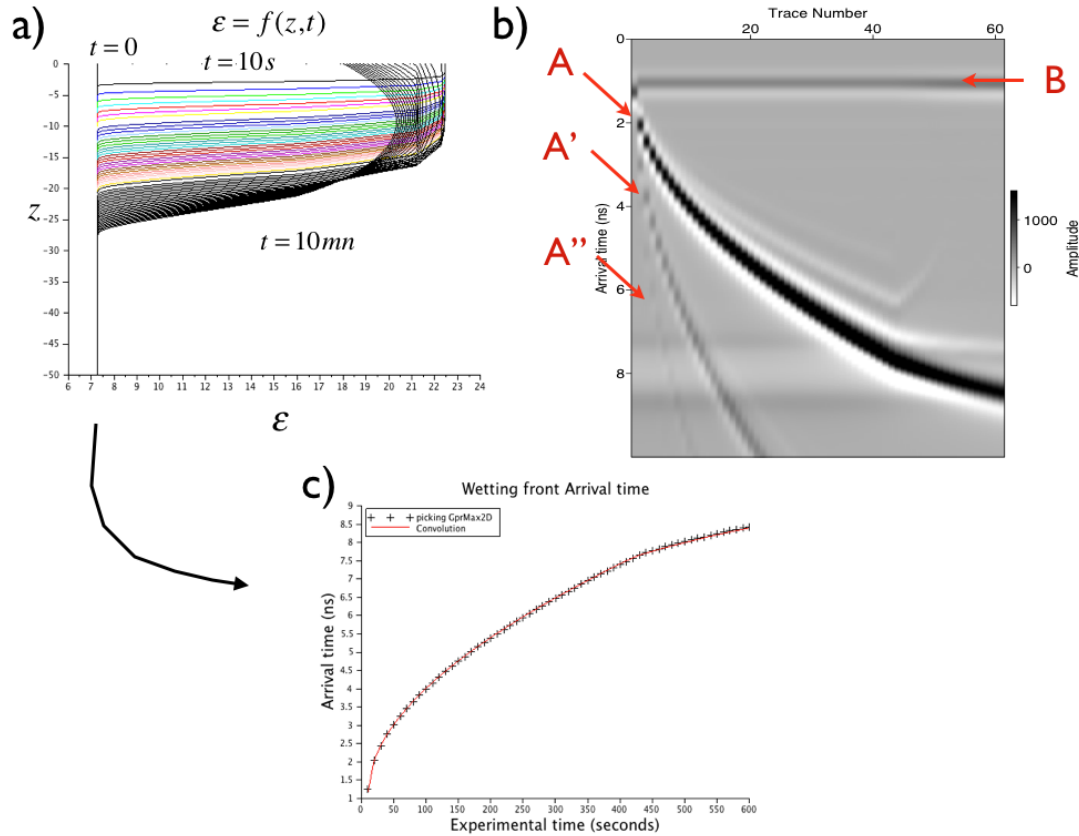 a)
ε = f(z,t)
t = 0
t = 10s
0
-5
-10
-15
-20
-25
-30
-35
-40
-45
-50
z
t = 10mn
6 7 8 9 10 11 12 13 14 15 16 17 18 19 20 21 22 23 24
ε
b)
Trace Number
20 40 60
0
2
4
6
8
Arrival time (ns)
A
A'
A''
B
1000
0
Amplitude
c)
Wetting front Arrival time
picking GprMax2D
Convolution
9
8.5
8
7.5
7
6.5
6
5.5
5
4.5
4
3.5
3
2.5
2
1.5
1
Arrival time (ns)
0 50 100 150 200 250 300 350 400 450 500 550 600
Experimental time (seconds)